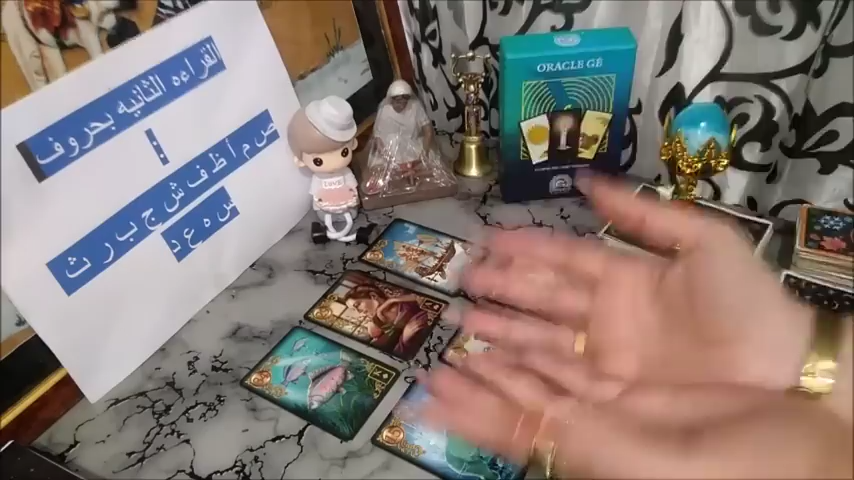 القراءه الثانيه بحروف
:
ص م أ ظ ف ش ج ب ر ث
س ه ع د
ORACLE GÉ